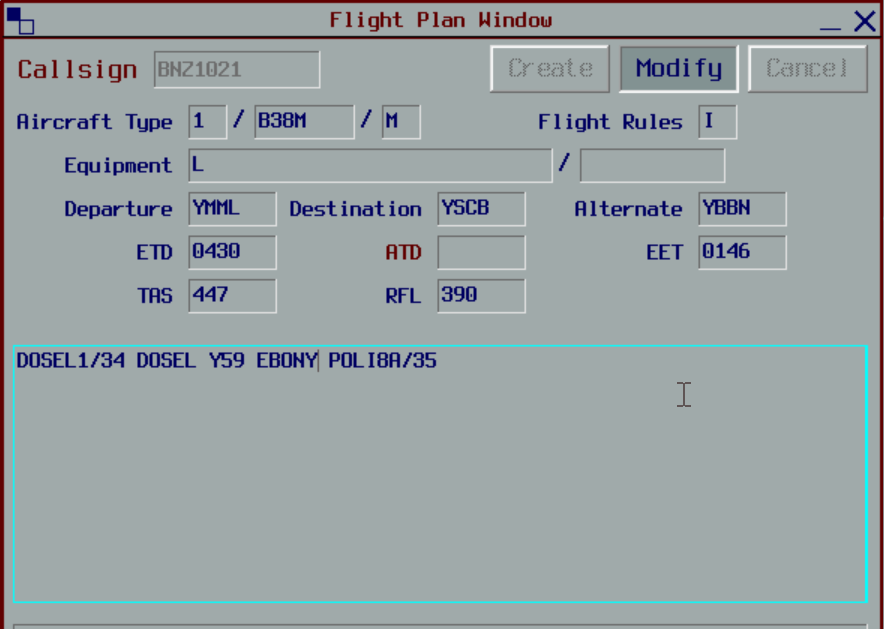 Flight Plan Window
Callsign BNZ1021 Create Modify Cancel
Aircraft Type 1 / B38M / M Flight Rules I
Equipment L /
Departure YMML Destination YSCB Alternate YBBN
ETD 0430 ATD EET 0146
TAS 447 RFL 390
DOSEL1/34 DOSEL Y59 EBONY POLI8A/35